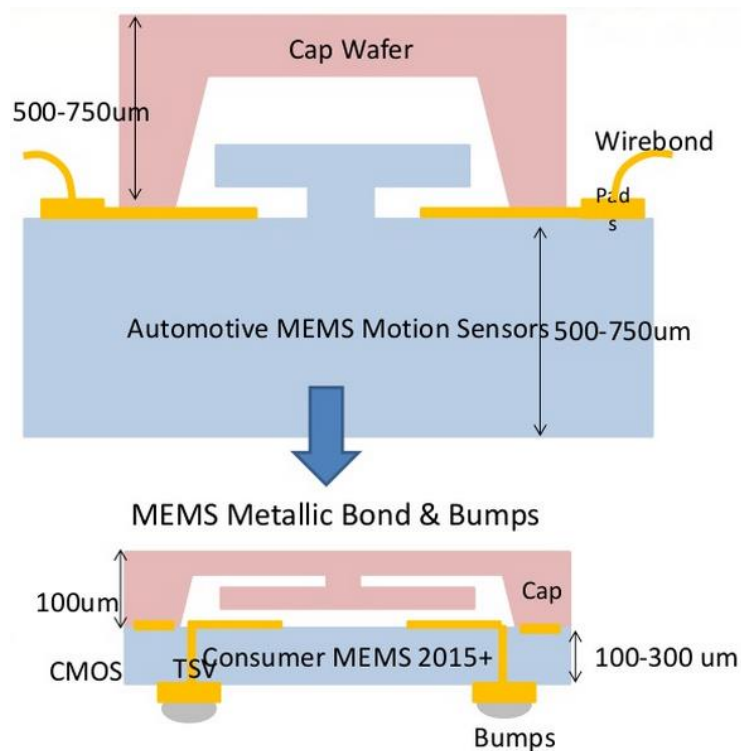 Cap Wafer
500-750um
Wirebond
Pad
s
Automotive MEMS Motion Sensors
500-750um
MEMS Metallic Bond & Bumps
100um
Cap
CMOS
TSV
Consumer MEMS 2015+
100-300 um
Bumps